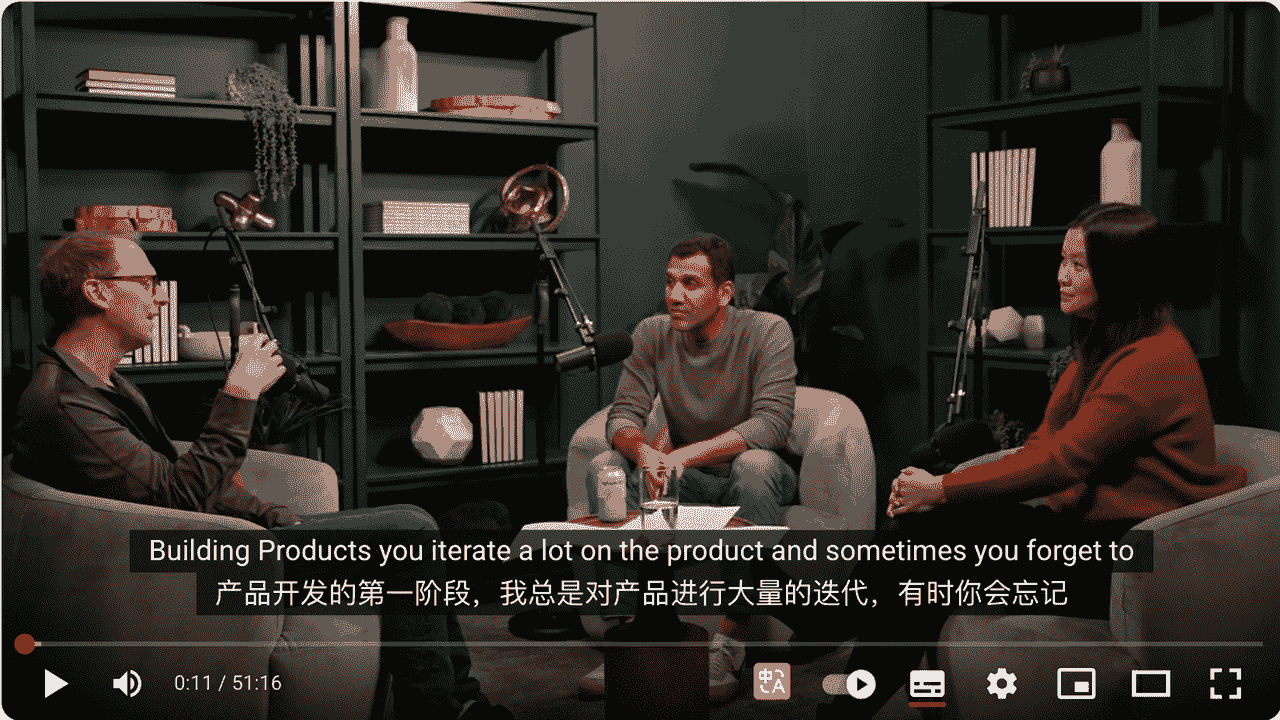 Building Products you iterate a lot on the product and sometimes you forget to
产品开发的第一阶段，我总是对产品进行大量的迭代，有时你会忘记
0:11 / 51:16
中A